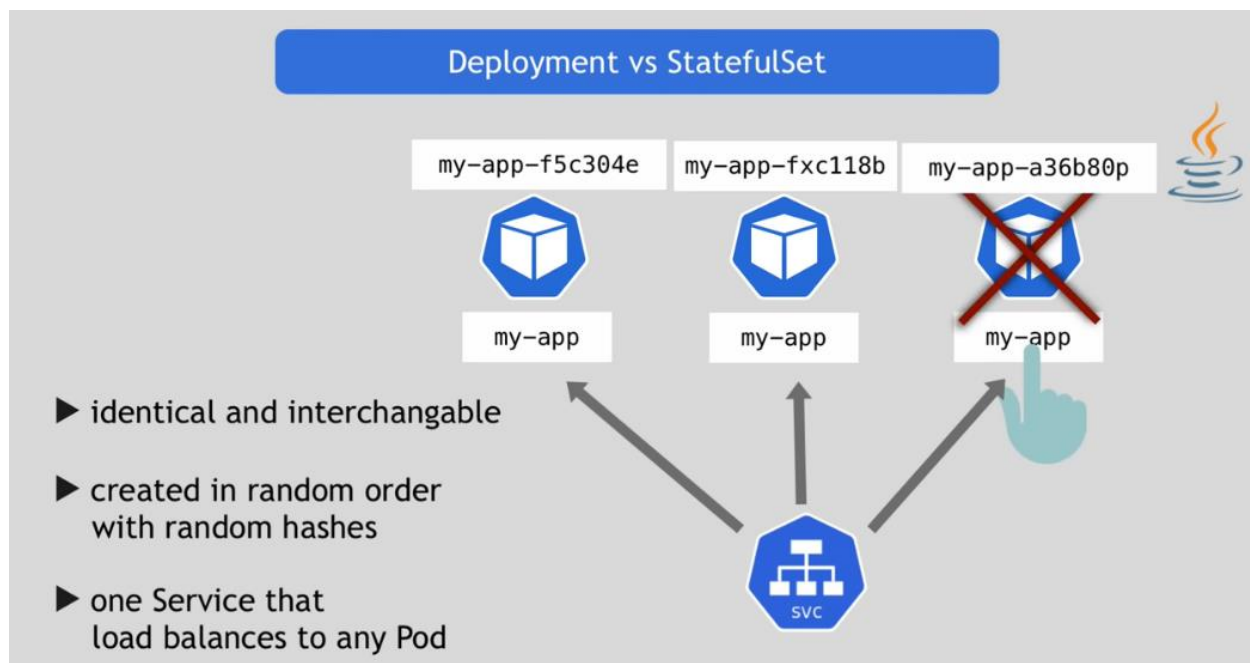 Deployment vs StatefulSet
my-app-f5c304e
my-app-fxc118b
my-app-a36b80p
my-app
my-app
my-app
▶ identical and interchangable
▶ created in random order
with random hashes
▶ one Service that
load balances to any Pod
svc